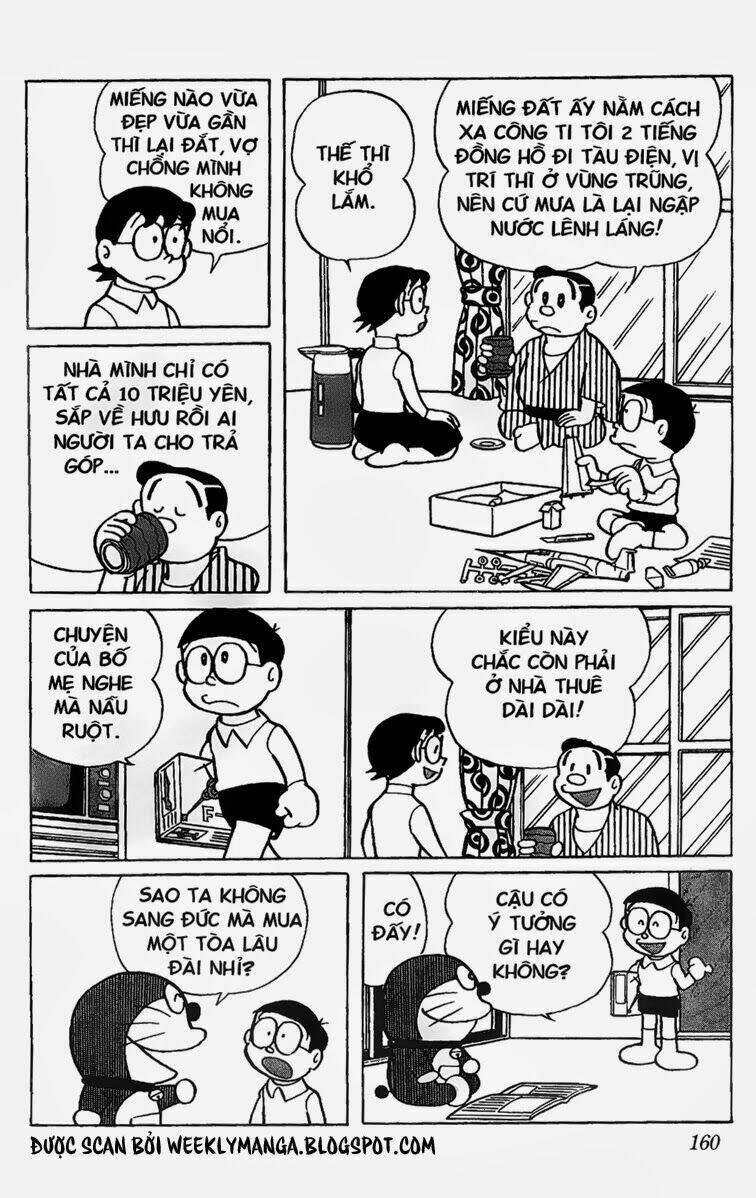 MIẾNG ĐẤT ẤY NẰM CÁCH
XA CÔNG TI TÔI 2 TIẾNG
ĐỒNG HỒ ĐI TÀU ĐIỆN, VỊ
TRÍ THÌ Ở VÙNG TRŨNG,
NÊN CỨ MƯA LÀ LẠI NGẬP
NƯỚC LÊNH LÁNG!
THẾ THÌ
KHỔ
LẮM.
MIẾNG NÀO VỪA
ĐẸP VỪA GẦN
THÌ LẠI ĐẮT, VỢ
CHỒNG MÌNH
KHÔNG
MUA
NỔI.
NHÀ MÌNH CHỈ CÓ
TẤT CẢ 10 TRIỆU YÊN,
SẮP VỀ HƯU RỒI AI
NGƯỜI TA CHO TRẢ
GÓP...
KIỂU NÀY
CHẮC CÒN PHẢI
Ở NHÀ THUÊ
DÀI DÀI!
CHUYỆN
CỦA BỐ
MẸ NGHE
MÀ NẪU
RUỘT.
F-
CẬU CÓ
Ý TƯỞNG
GÌ HAY
KHÔNG?
CÓ
ĐẤY!
SAO TA KHÔNG
SANG ĐỨC MÀ MUA
MỘT TÒA LÂU
ĐÀI NHỈ?
ĐƯỢC SCAN BỞI WEEKLYMANGA.BLOGSPOT.COM
160